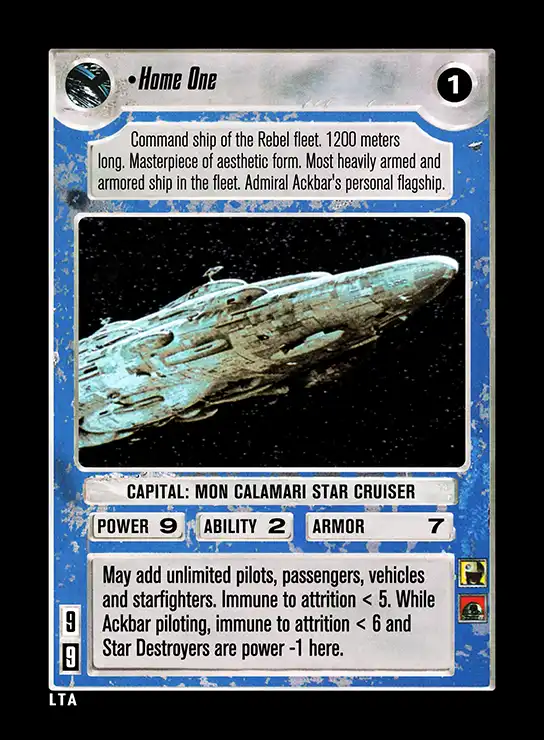 •Home One
1
Command ship of the Rebel fleet. 1200 meters
long. Masterpiece of aesthetic form. Most heavily armed and
armored ship in the fleet. Admiral Ackbar's personal flagship.
CAPITAL: MON CALAMARI STAR CRUISER
POWER 9 ABILITY 2 ARMOR 7
May add unlimited pilots, passengers, vehicles
and starfighters. Immune to attrition < 5. While
Ackbar piloting, immune to attrition < 6 and
Star Destroyers are power -1 here.
9
9
LTA